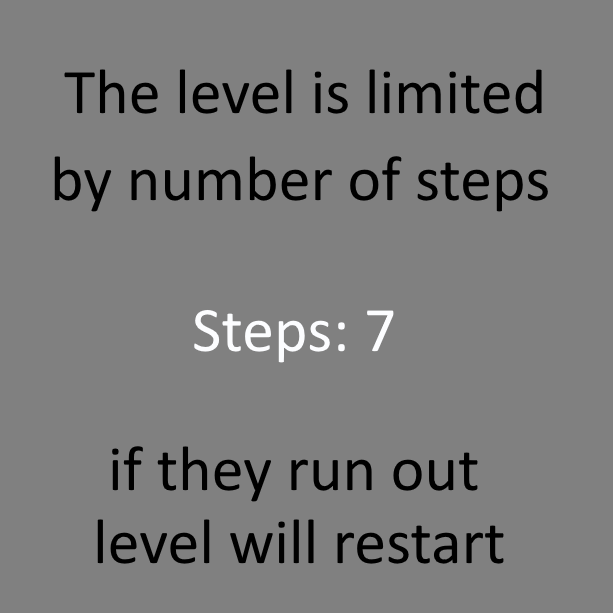 The level is limited
by number of steps
Steps: 7
if they run out
level will restart